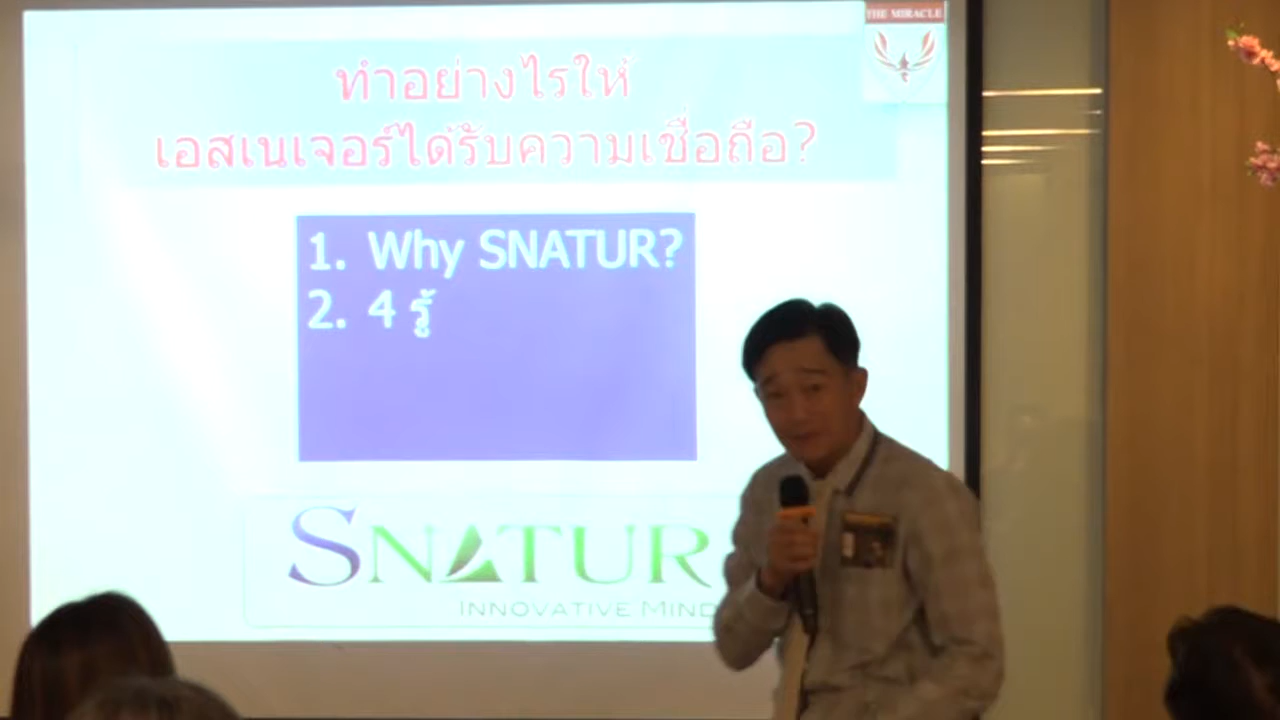 THE MIRACLE
ทำอย่างไรให้
เอสเนเจอร์ได้รับความเชื่อถือ?
1. Why SNATUR?
2. 4 รู้
SNATUR
INNOVATIVE MIND